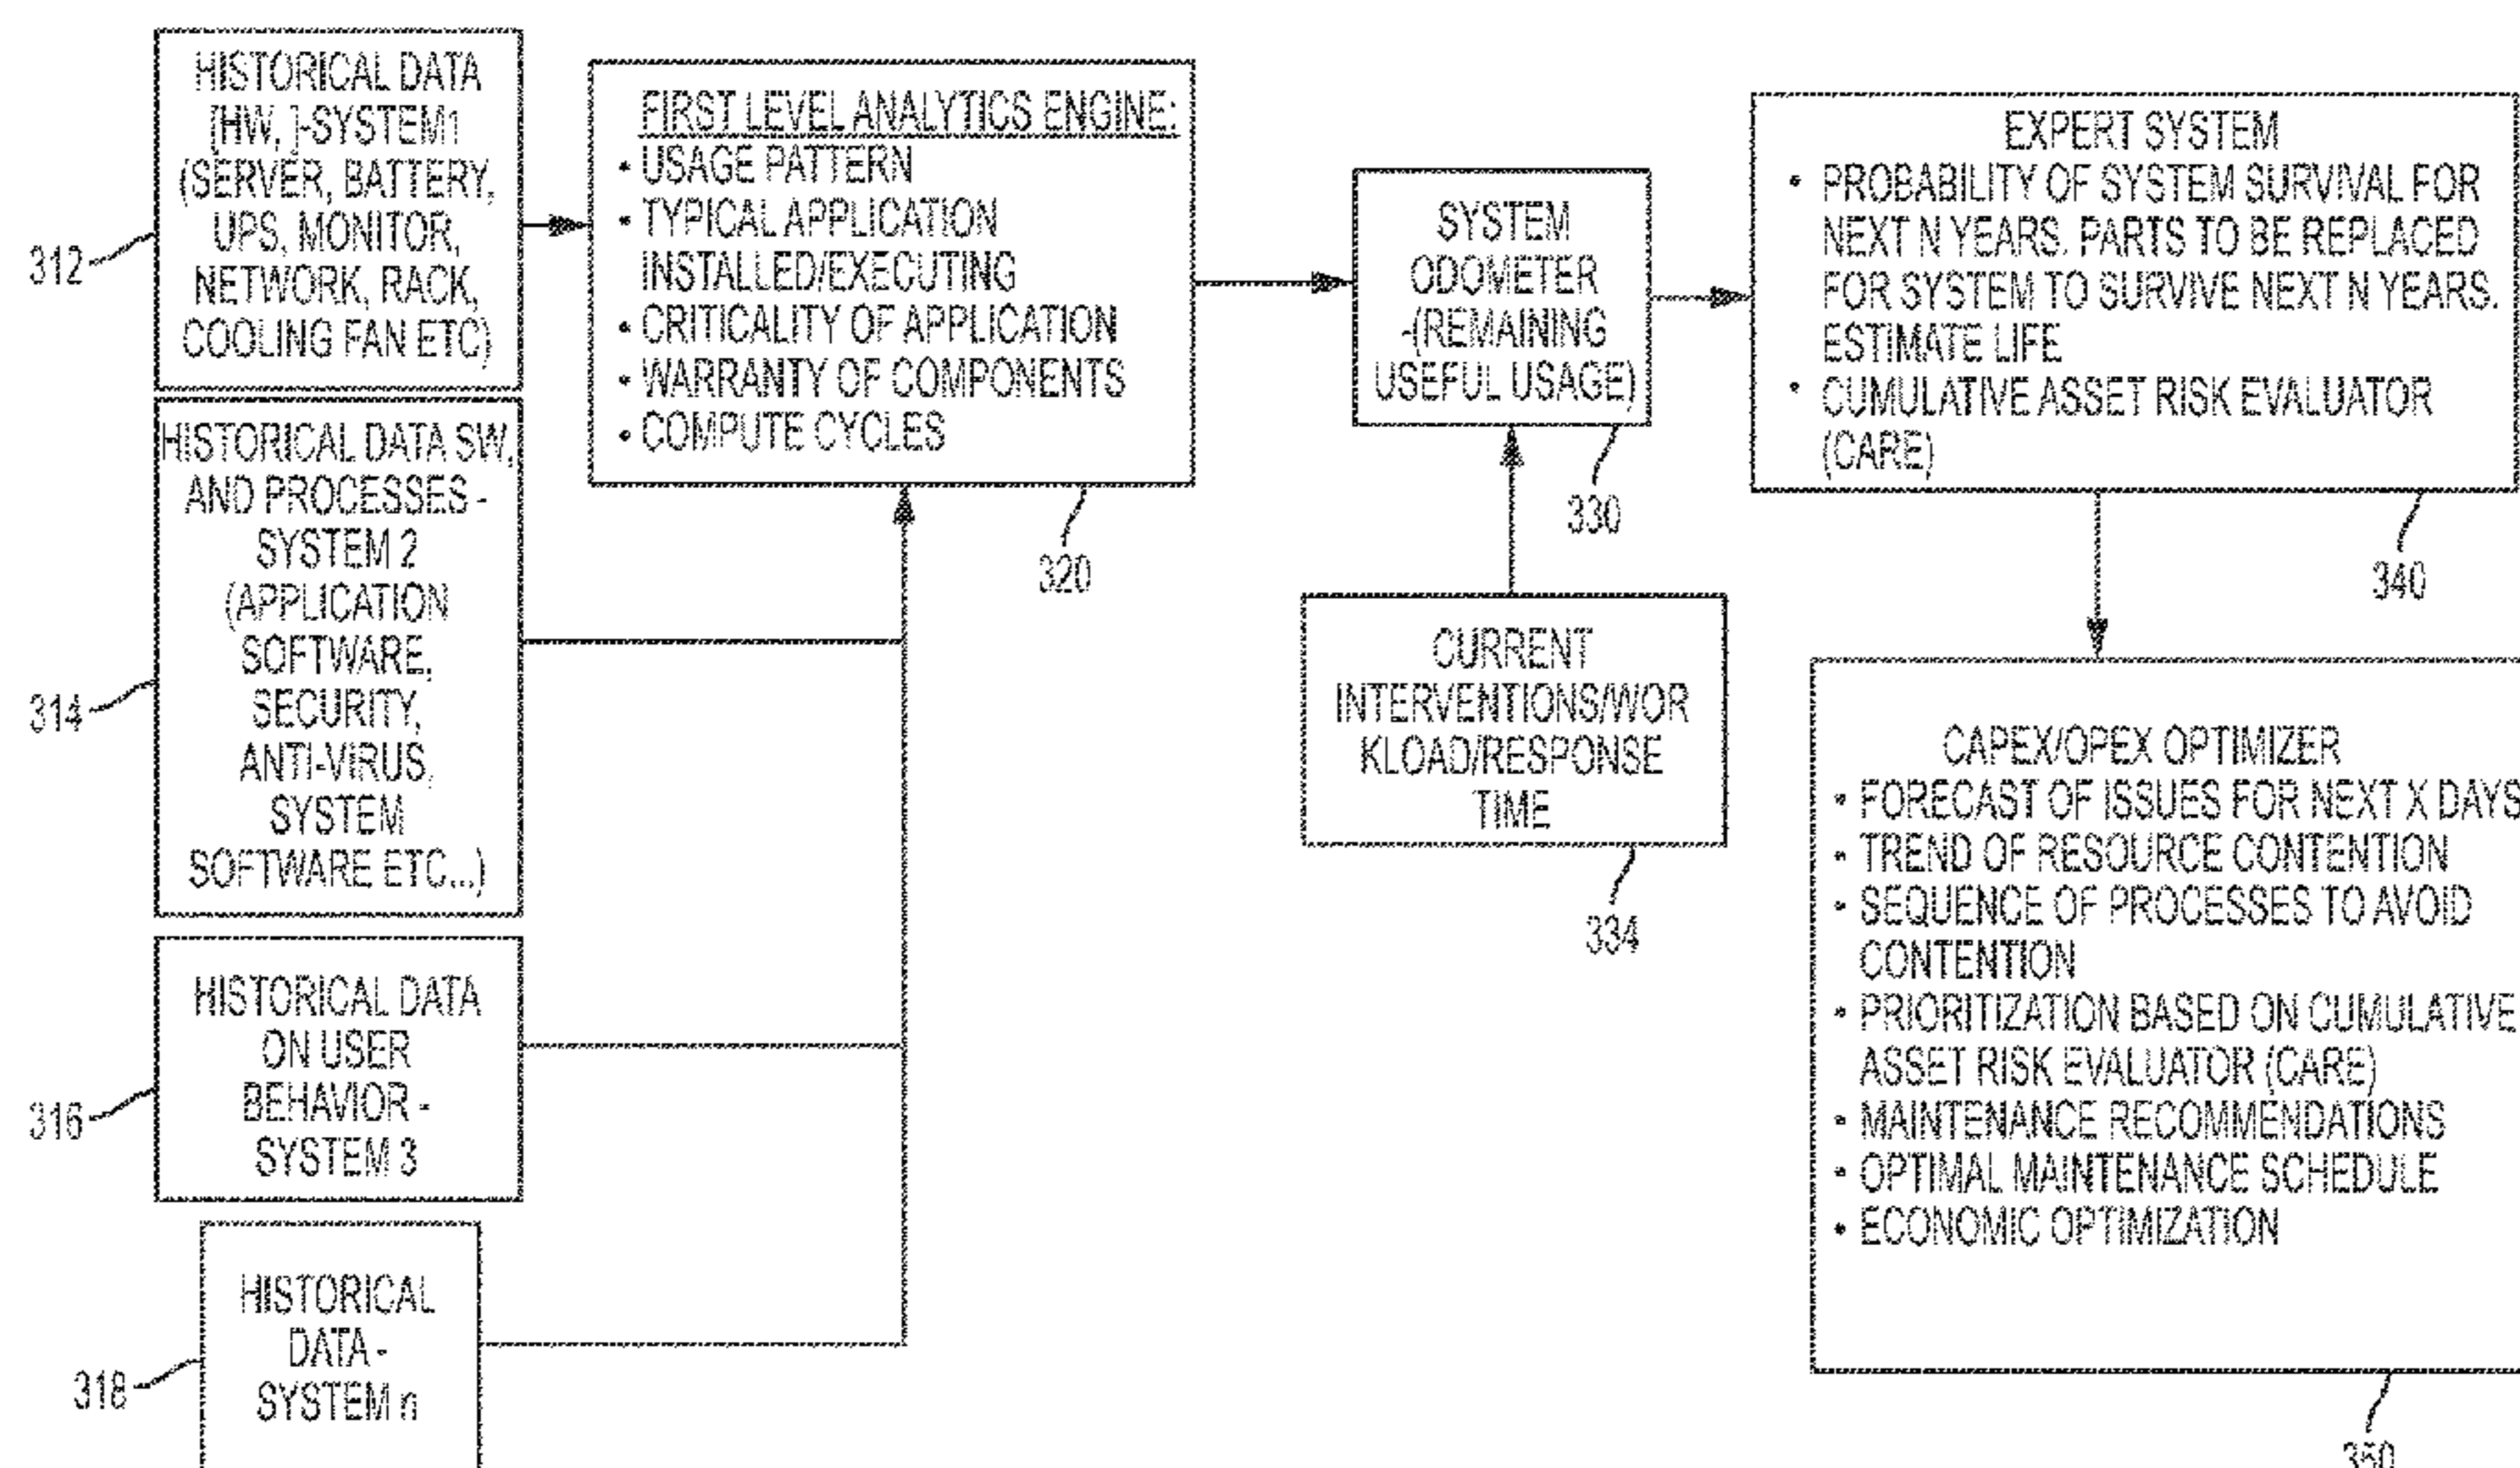 HISTORICAL DATA
[HW, ]-SYSTEM1
(SERVER, BATTERY,
UPS, MONITOR,
NETWORK, RACK,
COOLING FAN ETC)
312
HISTORICAL DATA SW,
AND PROCESSES -
SYSTEM 2
(APPLICATION
SOFTWARE,
SECURITY,
ANTI-VIRUS,
SYSTEM
SOFTWARE ETC...)
314
HISTORICAL DATA
ON USER
BEHAVIOR -
SYSTEM 3
316
HISTORICAL
DATA -
SYSTEM n
318
FIRST LEVEL ANALYTICS ENGINE:
• USAGE PATTERN
• TYPICAL APPLICATION
INSTALLED/EXECUTING
• CRITICALITY OF APPLICATION
• WARRANTY OF COMPONENTS
• COMPUTE CYCLES
320
SYSTEM
ODOMETER
-(REMAINING
USEFUL USAGE)
330
CURRENT
INTERVENTIONS/WOR
KLOAD/RESPONSE
TIME
334
EXPERT SYSTEM
• PROBABILITY OF SYSTEM SURVIVAL FOR
NEXT N YEARS. PARTS TO BE REPLACED
FOR SYSTEM TO SURVIVE NEXT N YEARS.
ESTIMATE LIFE
• CUMULATIVE ASSET RISK EVALUATOR
(CARE)
340
CAPEX/OPEX OPTIMIZER
• FORECAST OF ISSUES FOR NEXT X DAYS
• TREND OF RESOURCE CONTENTION
• SEQUENCE OF PROCESSES TO AVOID
CONTENTION
• PRIORITIZATION BASED ON CUMULATIVE
ASSET RISK EVALUATOR (CARE)
• MAINTENANCE RECOMMENDATIONS
• OPTIMAL MAINTENANCE SCHEDULE
• ECONOMIC OPTIMIZATION
350